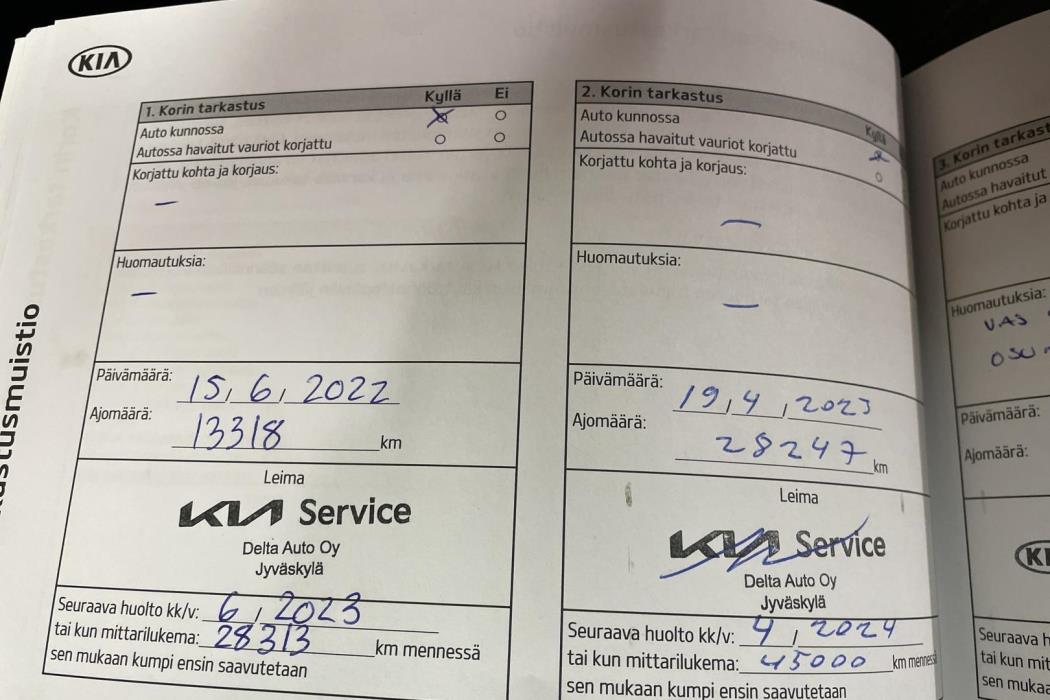 KIA
1. Korin tarkastus Kyllä Ei
Auto kunnossa
Autossa havaitut vauriot korjattu
Korjattu kohta ja korjaus:
—
Huomautuksia:
—
Päivämäärä: 15, 6, 2022
Ajomäärä: 13318 km
Leima
KIA Service
Delta Auto Oy
Jyväskylä
Seuraava huolto kk/v: 6, 2023
tai kun mittarilukema: 28313 km mennessä
sen mukaan kumpi ensin saavutetaan
2. Korin tarkastus Kyllä
Auto kunnossa
Autossa havaitut vauriot korjattu
Korjattu kohta ja korjaus:
—
Huomautuksia:
—
Päivämäärä: 19, 4, 2023
Ajomäärä: 28247 km
Leima
KIA Service
Delta Auto Oy
Jyväskylä
Seuraava huolto kk/v: 4, 2024
tai kun mittarilukema: 45000 km mennessä
sen mukaan kumpi ensin saavutetaan
3. Korin
Auto kunnossa
Autossa havaitut
Korjattu kohta ja
Huomautuksia:
VAS
OSU
Päivämäärä:
Ajomäärä:
Seuraava
tai kun
sen